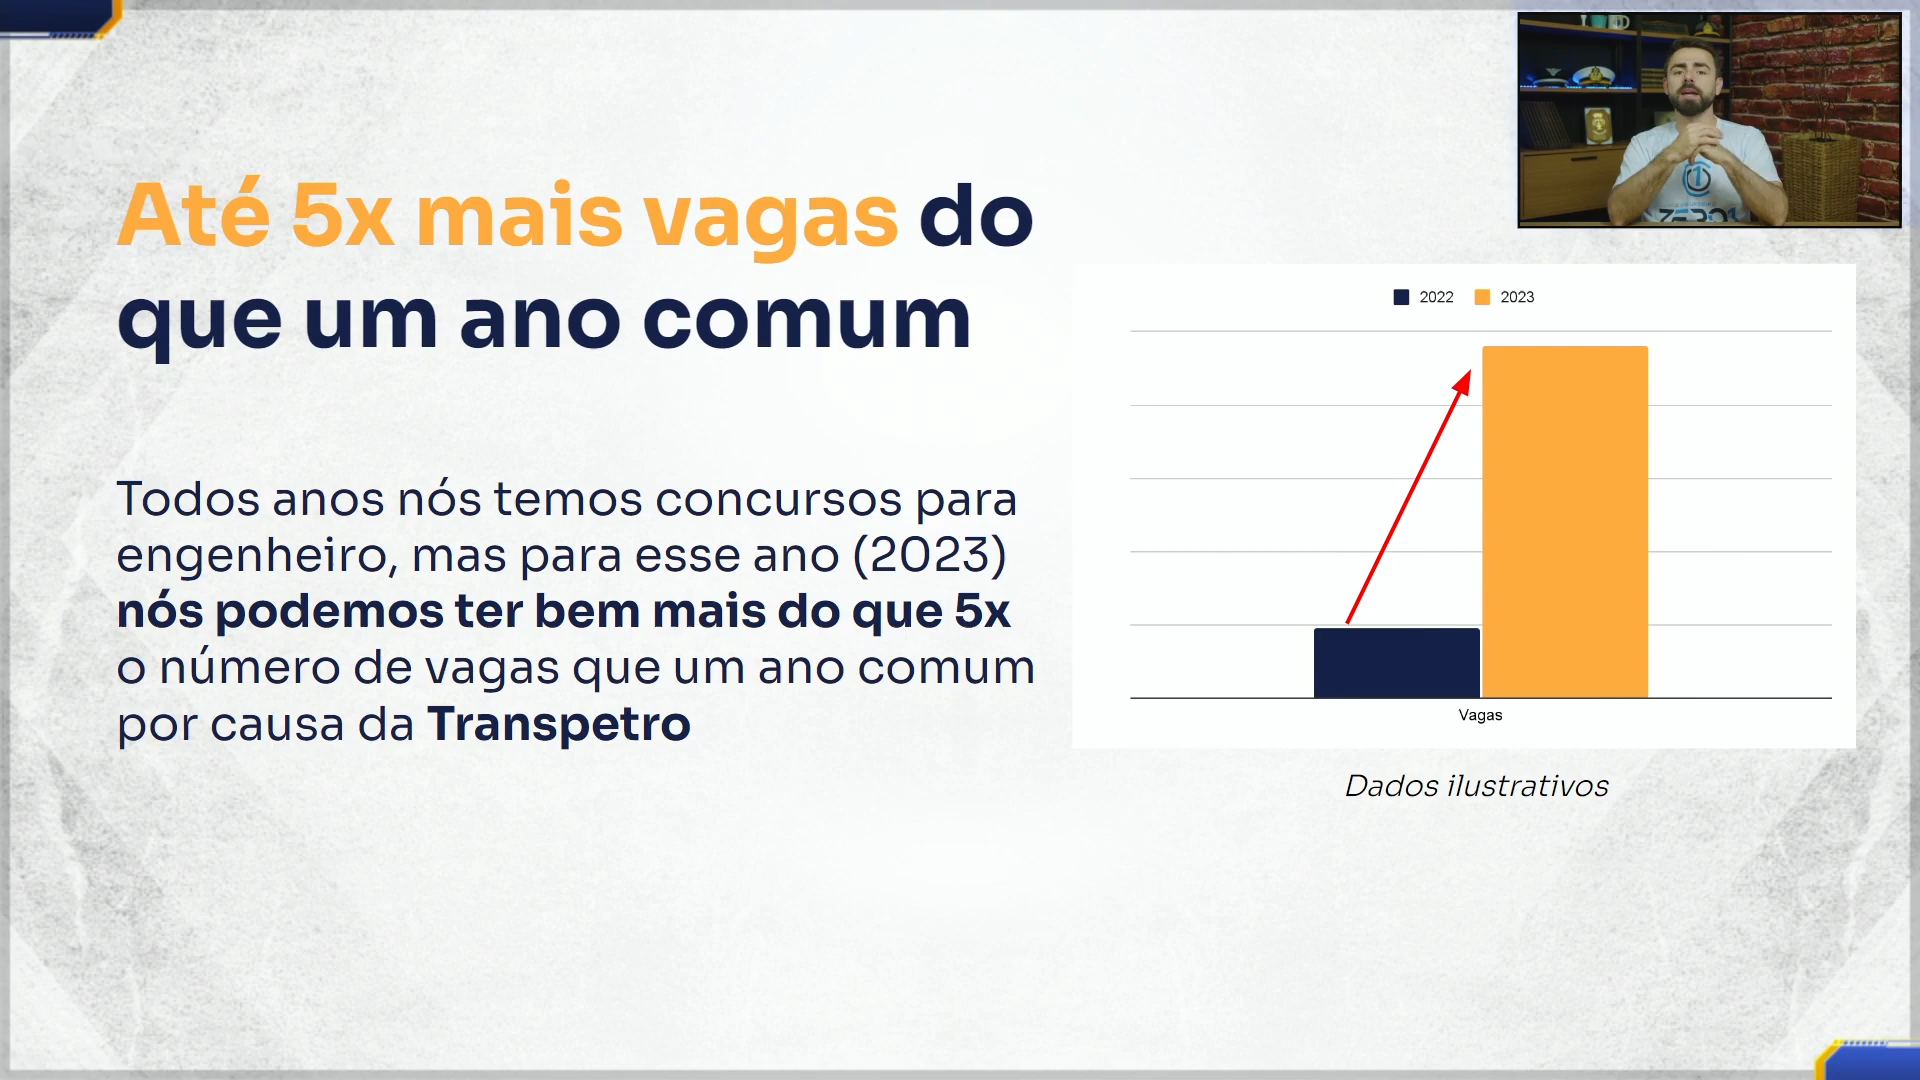 Até 5x mais vagas do
que um ano comum
Todos anos nós temos concursos para
engenheiro, mas para esse ano (2023)
nós podemos ter bem mais do que 5x
o número de vagas que um ano comum
por causa da Transpetro
2022 2023
Vagas
Dados ilustrativos